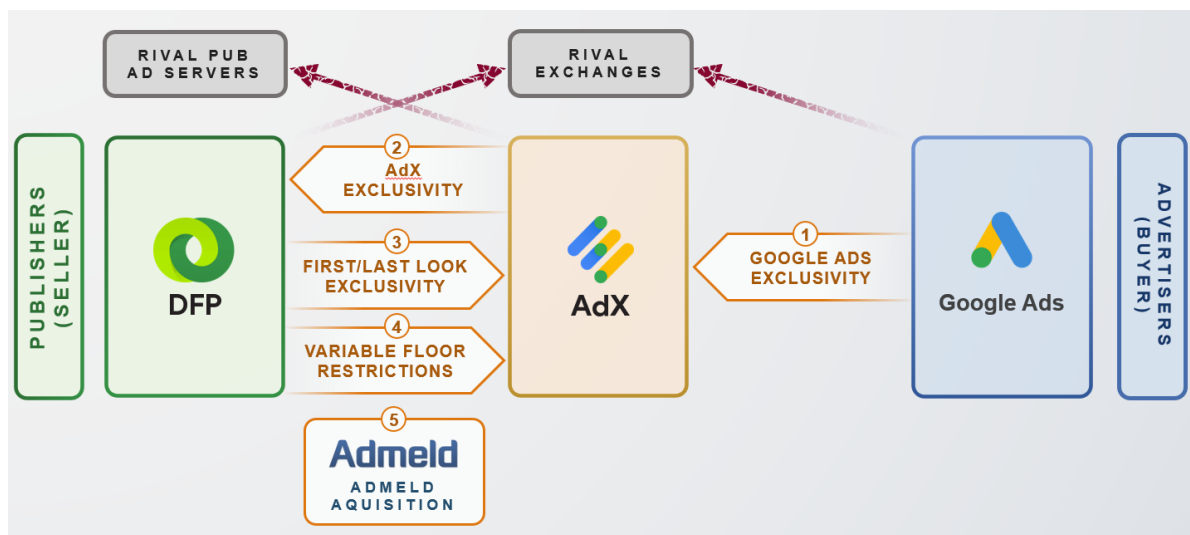 RIVAL PUB
AD SERVERS
RIVAL
EXCHANGES
PUBLISHERS
(SELLER)
DFP
2
AdX
EXCLUSIVITY
3
FIRST/LAST LOOK
EXCLUSIVITY
4
VARIABLE FLOOR
RESTRICTIONS
5
Admeld
ADMELD
AQUISITION
AdX
1
GOOGLE ADS
EXCLUSIVITY
Google Ads
ADVERTISERS
(BUYER)